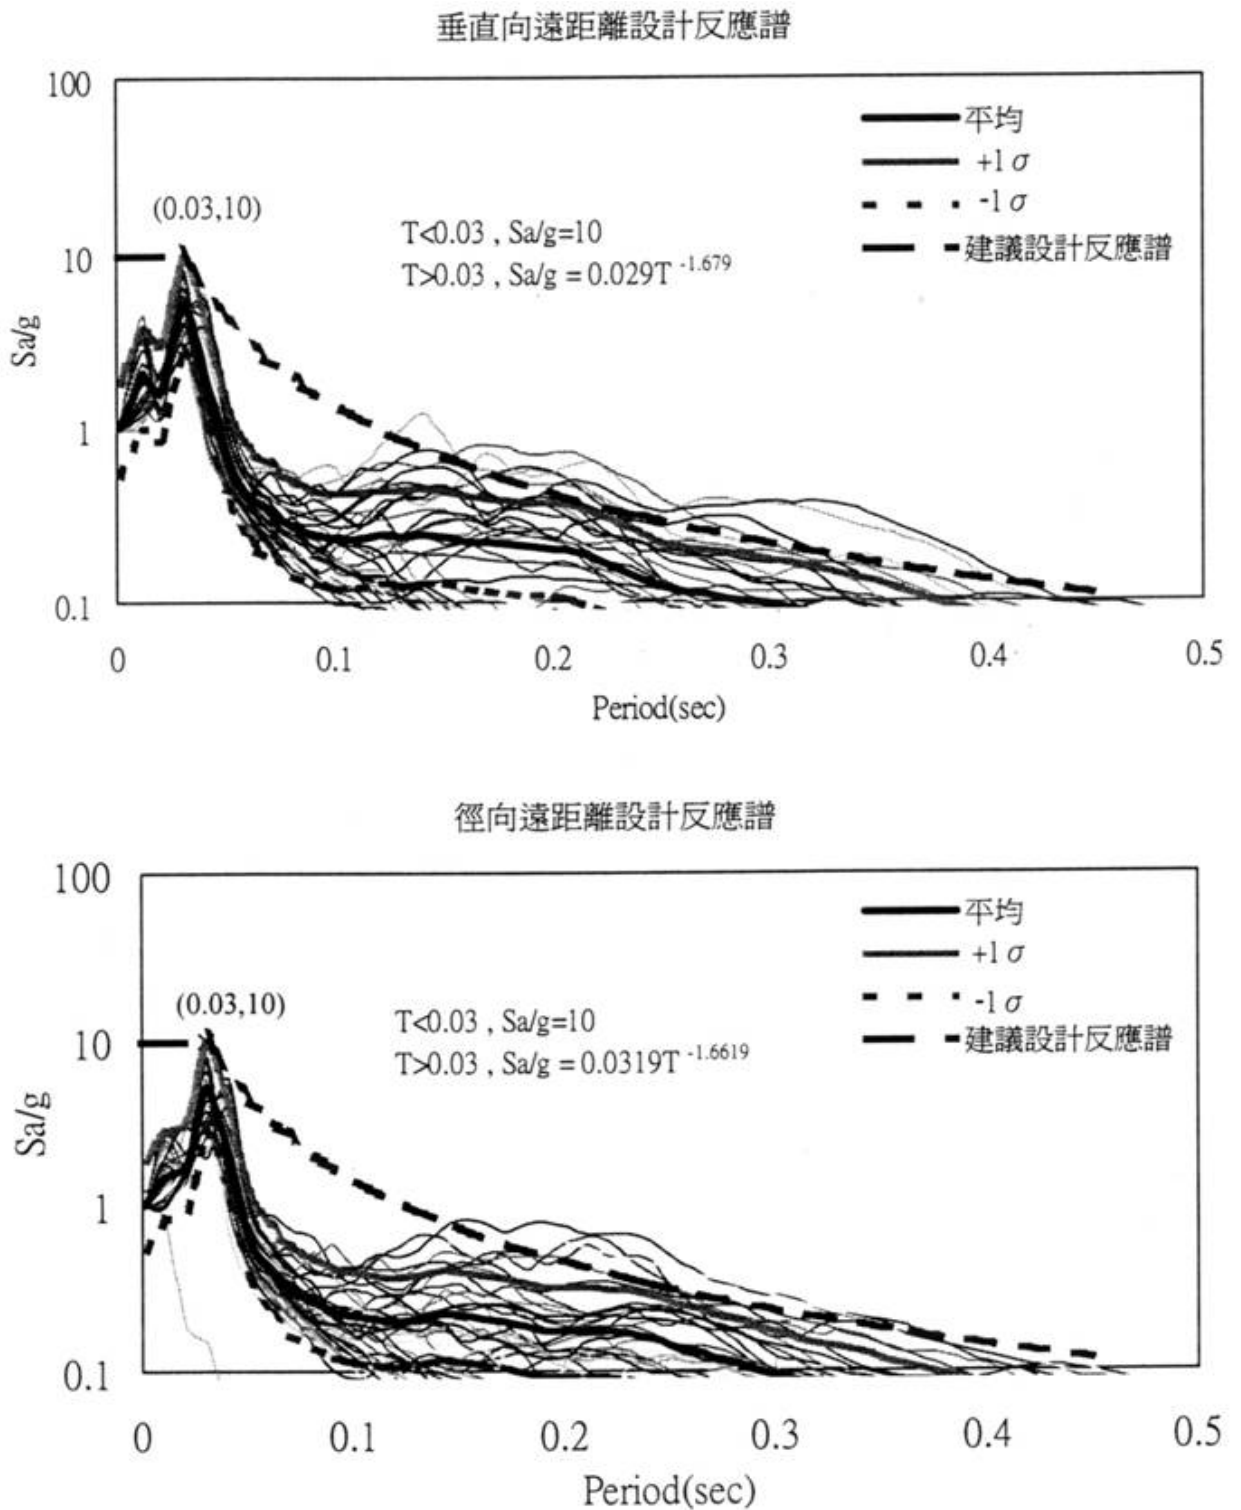 垂直向遠距離設計反應譜
100
10
1
0.1
Sa/g
(0.03,10)
T<0.03 , Sa/g=10
T>0.03 , Sa/g = 0.029T -1.679
平均
+1σ
-1σ
建議設計反應譜
0 0.1 0.2 0.3 0.4 0.5
Period(sec)
徑向遠距離設計反應譜
100
10
1
0.1
Sa/g
(0.03,10)
T<0.03 , Sa/g=10
T>0.03 , Sa/g = 0.0319T -1.6619
平均
+1σ
-1σ
建議設計反應譜
0 0.1 0.2 0.3 0.4 0.5
Period(sec)